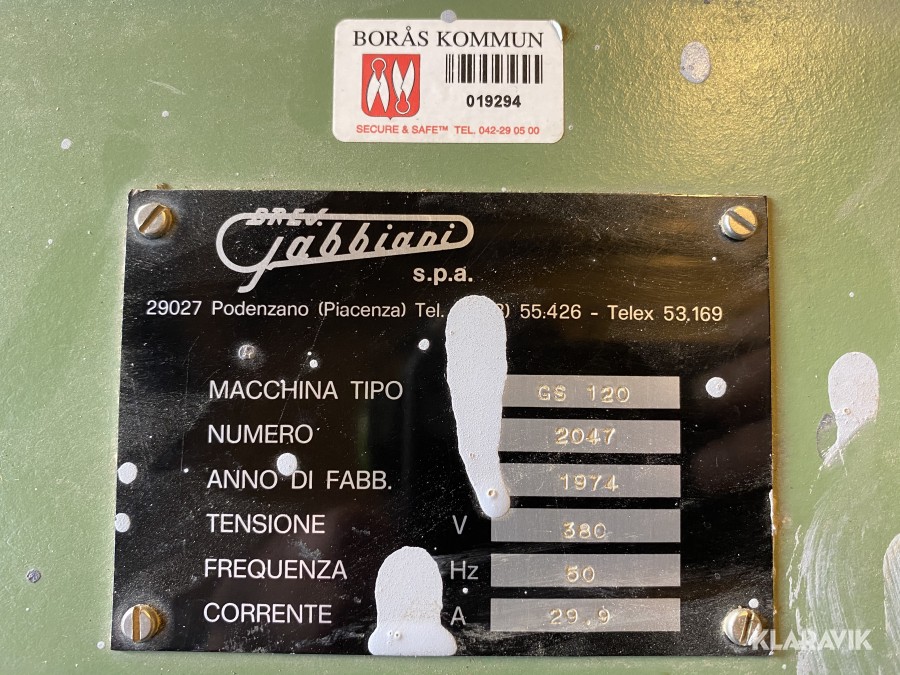 BORÅS KOMMUN
019294
SECURE & SAFE™ TEL. 042-29 05 00
BREV.
Gabbiani
s.p.a.
29027 Podenzano (Piacenza) Tel. 55.426 - Telex 53.169
MACCHINA TIPO GS 120
NUMERO 2047
ANNO DI FABB. 1974
TENSIONE V 380
FREQUENZA Hz 50
CORRENTE A 29.9
KLARAVIK